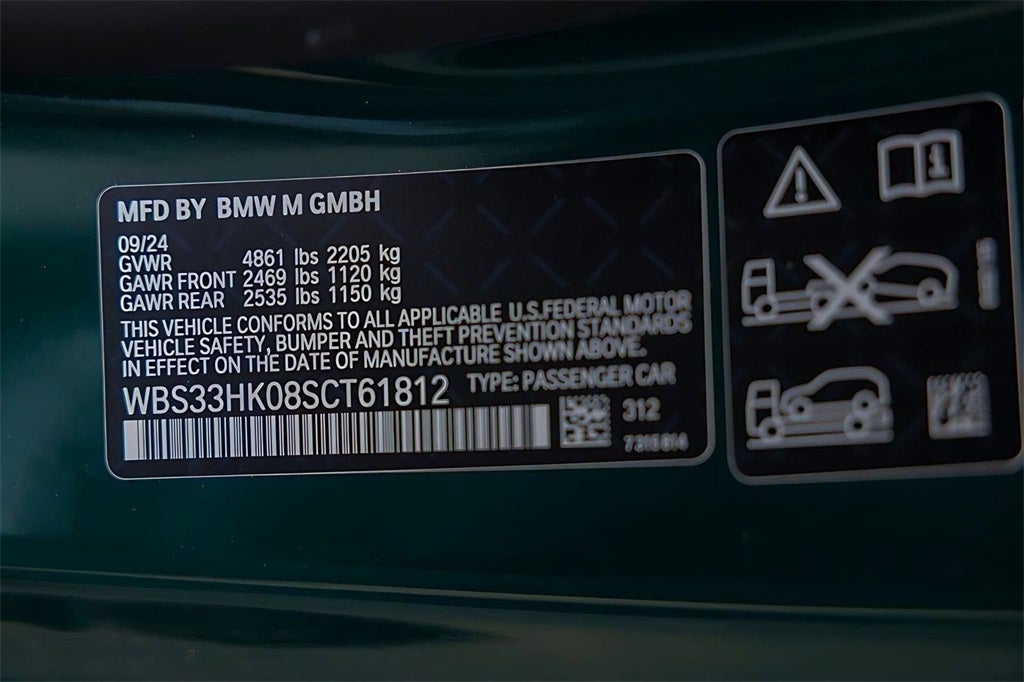 MFD BY BMW M GMBH
09/24
GVWR 4861 lbs 2205 kg
GAWR FRONT 2469 lbs 1120 kg
GAWR REAR 2535 lbs 1150 kg
THIS VEHICLE CONFORMS TO ALL APPLICABLE U.S.FEDERAL MOTOR
VEHICLE SAFETY, BUMPER AND THEFT PREVENTION STANDARDS
IN EFFECT ON THE DATE OF MANUFACTURE SHOWN ABOVE.
WBS33HK08SCT61812 TYPE: PASSENGER CAR
312